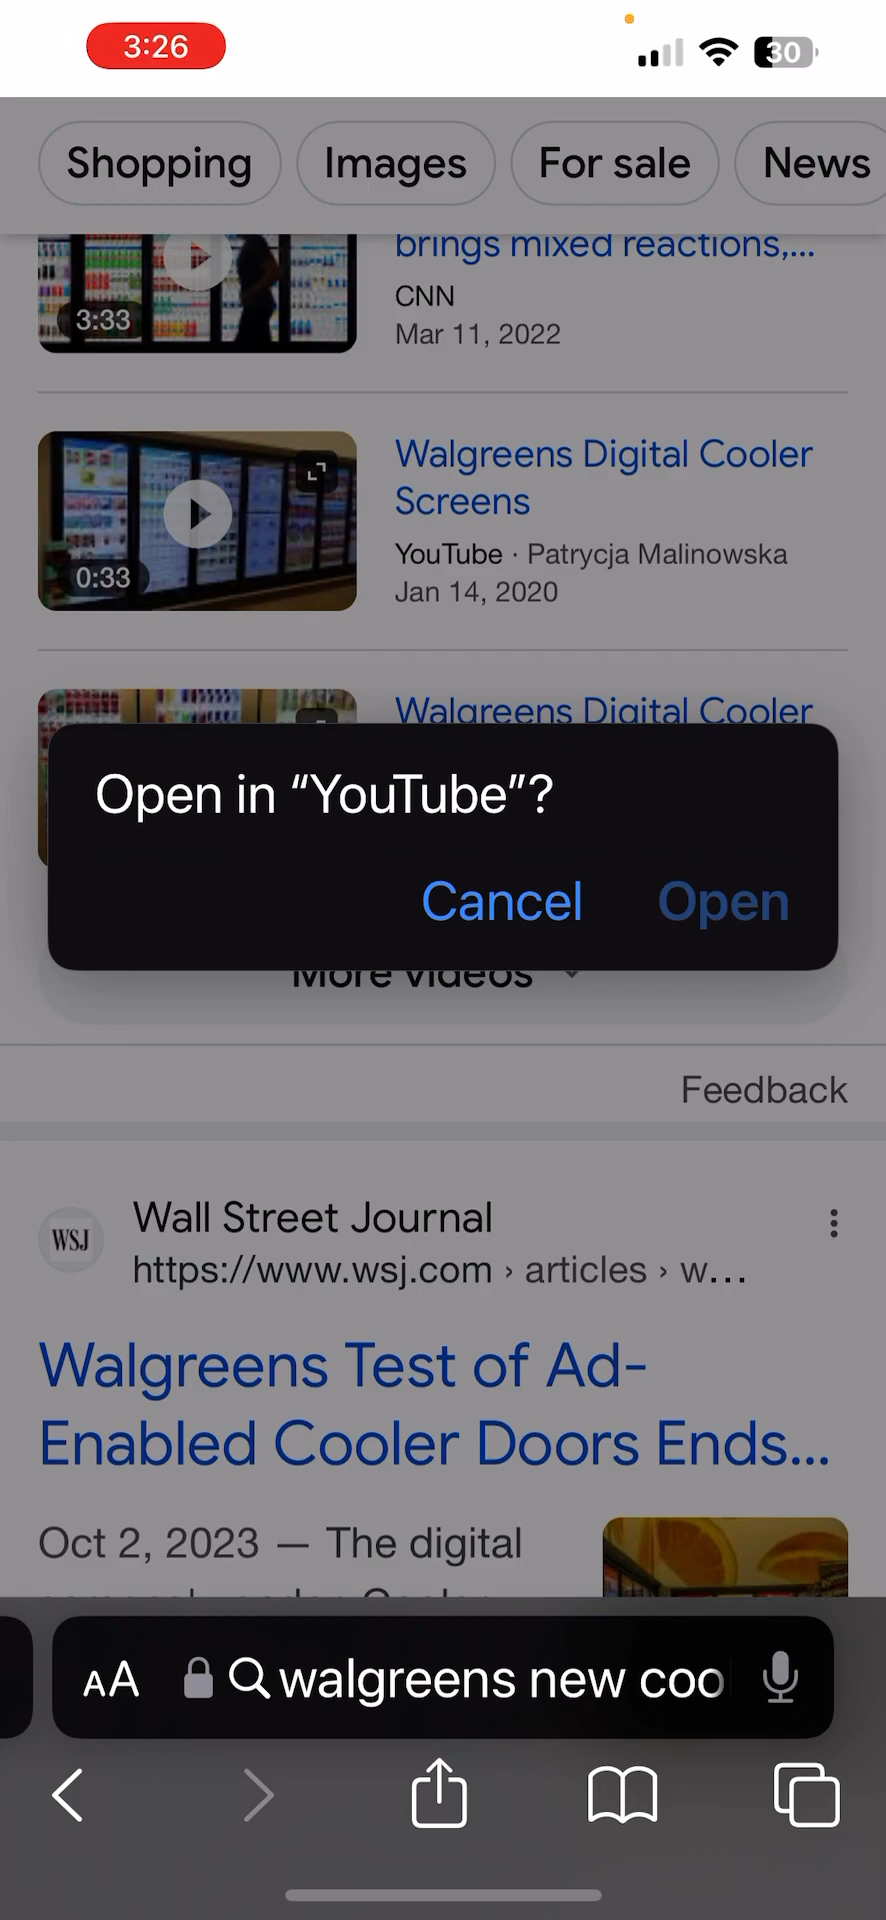 3:26
30
Shopping
Images
For sale
News
brings mixed reactions,...
CNN
3:33
Mar 11, 2022
Walgreens Digital Cooler
Screens
YouTube · Patrycja Malinowska
0:33
Jan 14, 2020
Walgreens Digital Cooler
Open in “YouTube”?
Cancel
Open
More videos
Feedback
WSJ
Wall Street Journal
https://www.wsj.com › articles › w...
Walgreens Test of Ad-
Enabled Cooler Doors Ends...
Oct 2, 2023 — The digital
AA
walgreens new coo